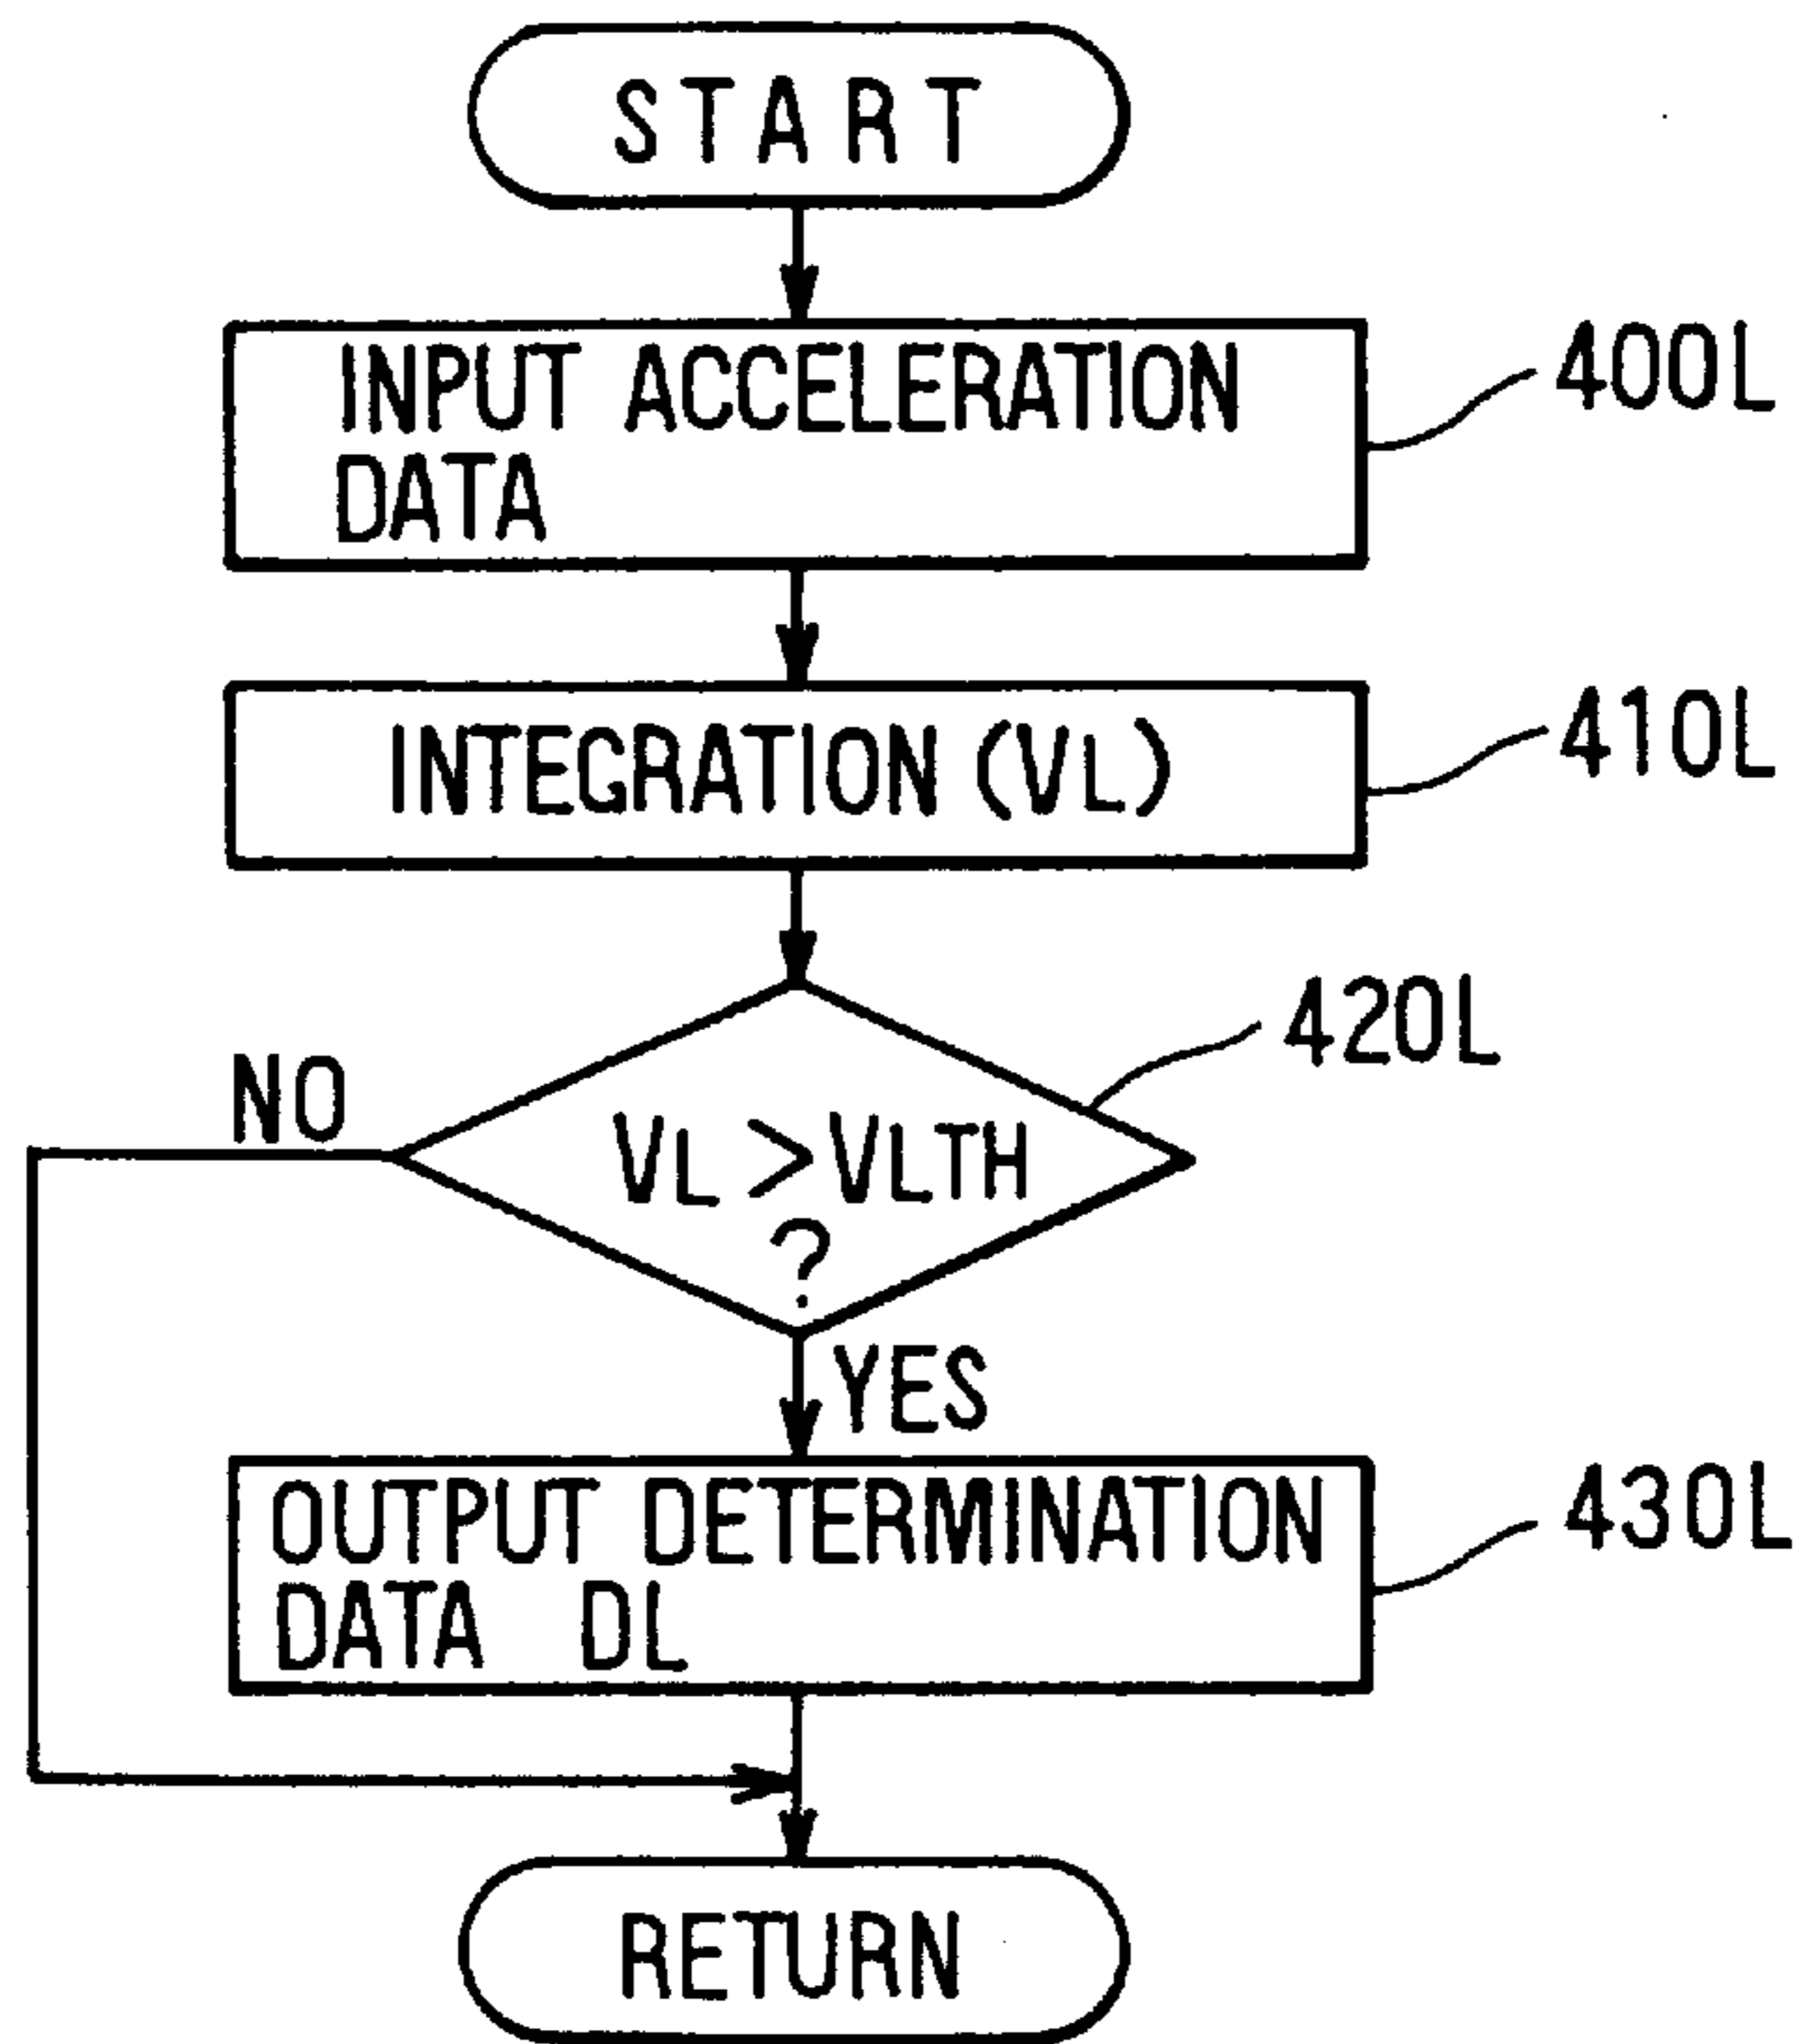 START
INPUT ACCELERATION
DATA
400L
INTEGRATION (VL)
410L
420L
NO
VL>VLTH
?
YES
OUTPUT DETERMINATION
DATA DL
430L
RETURN